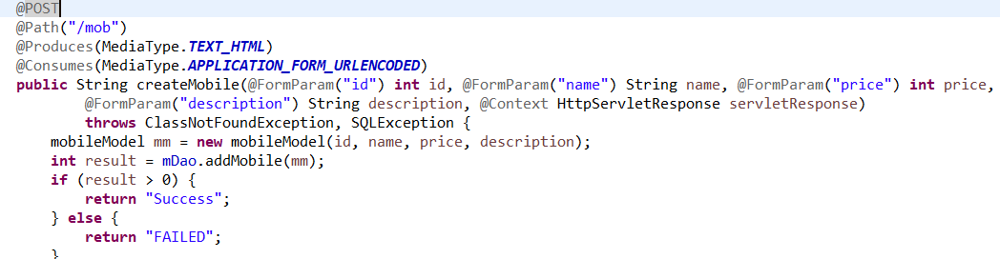 @POST
@Path("/mob")
@Produces(MediaType.TEXT_HTML)
@Consumes(MediaType.APPLICATION_FORM_URLENCODED)
public String createMobile(@FormParam("id") int id, @FormParam("name") String name, @FormParam("price") int price,
        @FormParam("description") String description, @Context HttpServletResponse servletResponse)
        throws ClassNotFoundException, SQLException {
    mobileModel mm = new mobileModel(id, name, price, description);
    int result = mDao.addMobile(mm);
    if (result > 0) {
        return "Success";
    } else {
        return "FAILED";
    }